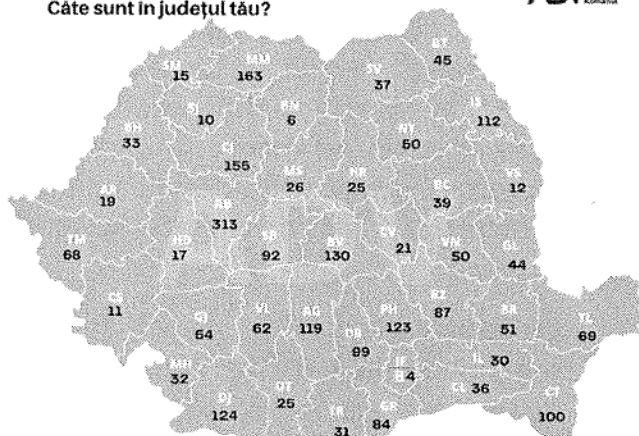 Câte sunt în județul tău?
România
BT
45
SM
15
MM
163
SV
37
SJ
10
BN
6
IS
112
BH
33
CJ
155
NT
50
MS
26
HR
25
BC
39
VS
12
AR
19
AB
313
TM
68
HD
17
SB
92
BV
130
CV
21
VN
50
GL
44
CS
11
GJ
54
VL
62
AG
119
DB
99
PH
123
BZ
87
BR
51
TL
69
MH
32
IF
4
IL 30
CL 36
DJ
124
OT
25
TR
31
GR
84
CT
100